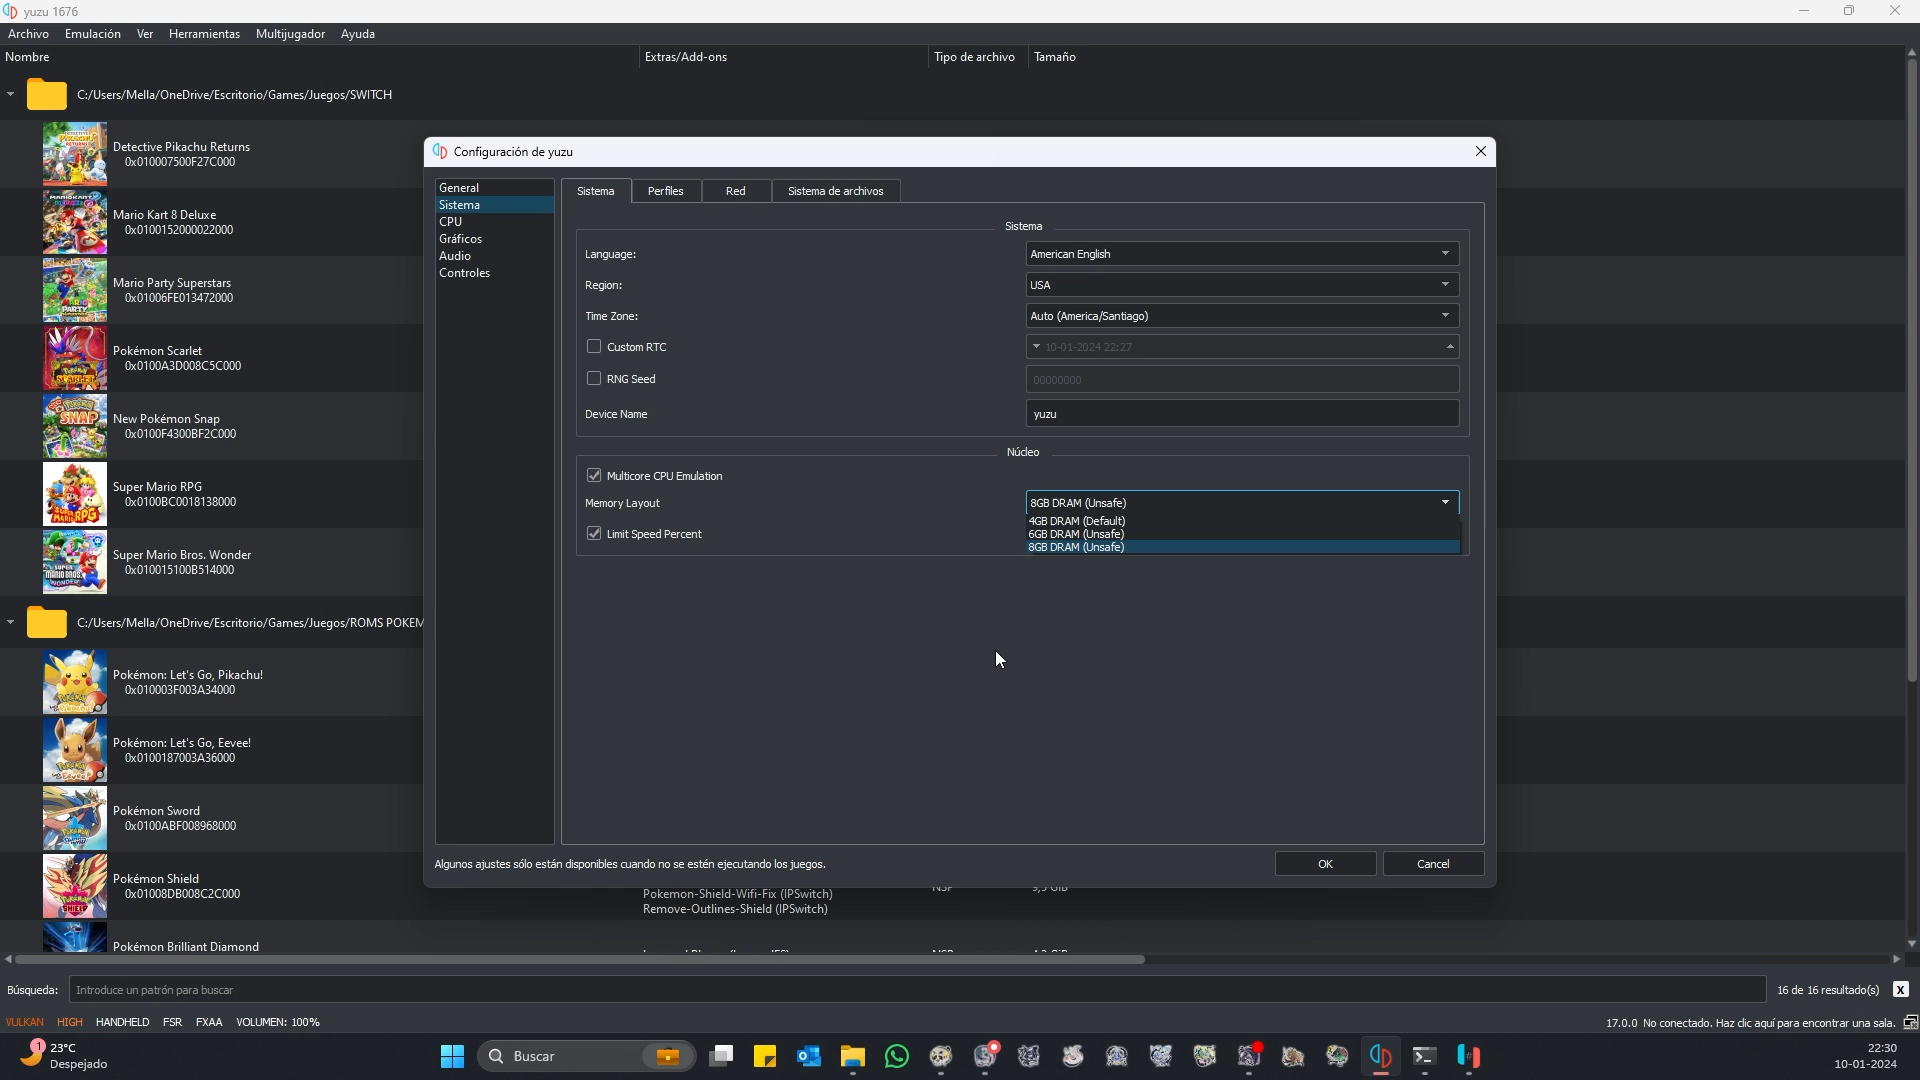 yuzu 1676
Archivo Emulación Ver Herramientas Multijugador Ayuda
Nombre Extras/Add-ons Tipo de archivo Tamaño
C:/Users/Mella/OneDrive/Escritorio/Games/Juegos/SWITCH
Detective Pikachu Returns
0x010007500F27C000
Mario Kart 8 Deluxe
0x0100152000022000
Mario Party Superstars
0x01006FE013472000
Pokémon Scarlet
0x0100A3D008C5C000
New Pokémon Snap
0x0100F4300BF2C000
Super Mario RPG
0x0100BC0018138000
Super Mario Bros. Wonder
0x010015100B514000
C:/Users/Mella/OneDrive/Escritorio/Games/Juegos/ROMS POKEM
Pokémon: Let's Go, Pikachu!
0x010003F003A34000
Pokémon: Let's Go, Eevee!
0x0100187003A36000
Pokémon Sword
0x0100ABF008968000
Pokémon Shield
0x01008DB008C2C000
Pokemon-Shield-Wifi-Fix (IPSwitch)
Remove-Outlines-Shield (IPSwitch)
Pokémon Brilliant Diamond
Configuración de yuzu
General
Sistema
CPU
Gráficos
Audio
Controles
Sistema Perfiles Red Sistema de archivos
Sistema
Language: American English
Region: USA
Time Zone: Auto (America/Santiago)
Custom RTC 10-01-2024 22:27
RNG Seed 00000000
Device Name yuzu
Núcleo
Multicore CPU Emulation
Memory Layout 8GB DRAM (Unsafe)
4GB DRAM (Default)
6GB DRAM (Unsafe)
8GB DRAM (Unsafe)
Limit Speed Percent
Algunos ajustes sólo están disponibles cuando no se estén ejecutando los juegos.
OK Cancel
Búsqueda: Introduce un patrón para buscar 16 de 16 resultado(s) X
VULKAN HIGH HANDHELD FSR FXAA VOLUMEN: 100% 17.0.0 No conectado. Haz clic aquí para encontrar una sala.
1 23°C
Despejado
Buscar
22:30
10-01-2024